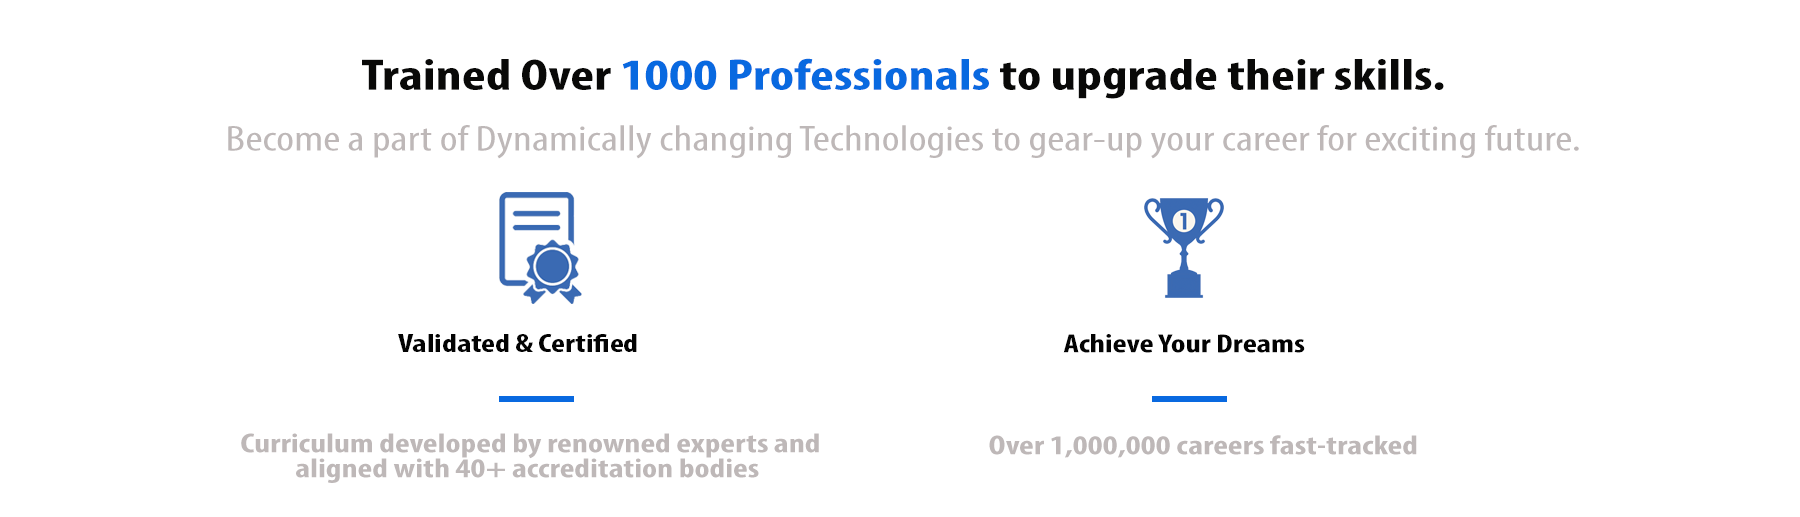 Trained Over 1000 Professionals to upgrade their skills.
Become a part of Dynamically changing Technologies to gear-up your career for exciting future.
1
Validated & Certified
Achieve Your Dreams
Curriculum developed by renowned experts and
aligned with 40+ accreditation bodies
Over 1,000,000 careers fast-tracked